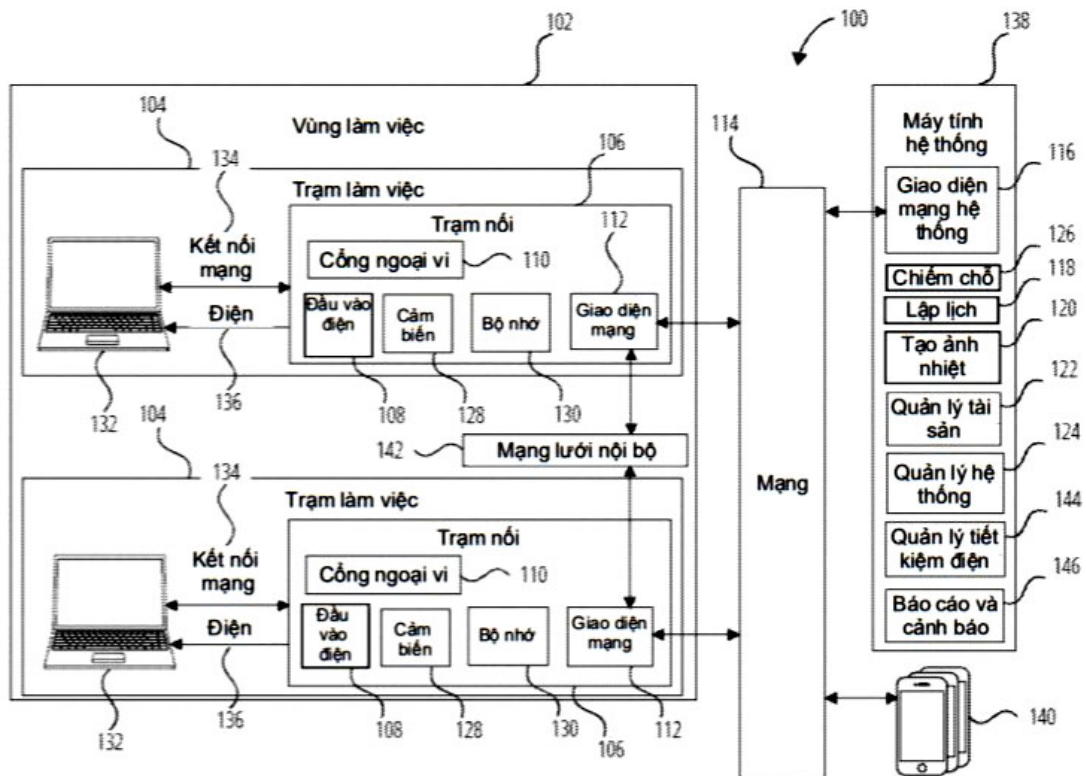 102
100
138
104
Vùng làm việc
134
106
114
Máy tính
hệ thống
116
Trạm làm việc
Trạm nối
112
Giao diện
mạng hệ
thống
Kết nối
mạng
Cổng ngoại vi
110
126
Chiếm chỗ
118
Lập lịch
Điện
Đầu vào
điện
Cảm
biến
Bộ nhớ
Giao diện
mạng
120
Tạo ảnh
nhiệt
122
132
136
108
128
130
Quản lý tài
sản
104
142
Mạng lưới nội bộ
124
134
Trạm làm việc
Mạng
Quản lý hệ
thống
Trạm nối
144
Kết nối
mạng
Cổng ngoại vi
110
Quản lý tiết
kiệm điện
146
Điện
Đầu
vào
điện
Cảm
biến
Bộ nhớ
Giao diện
mạng
Báo cáo và
cảnh báo
132
136
108
128
130
106
112
140